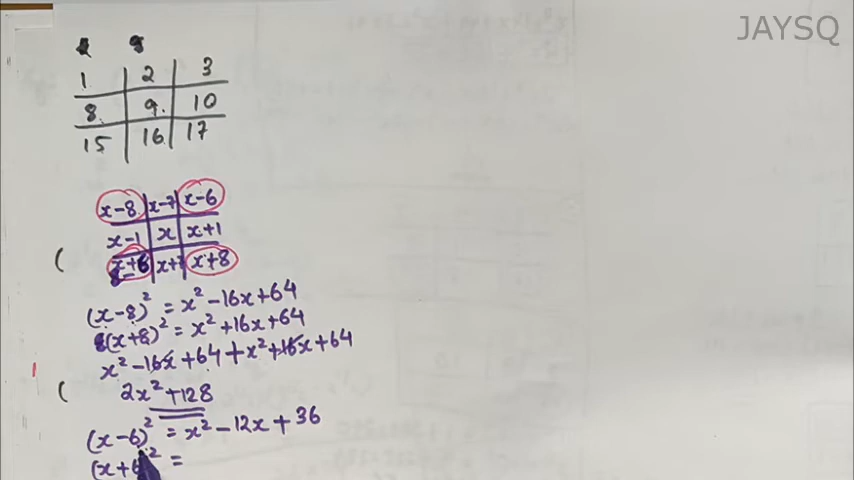 JAYSQ
1 2 3
8 9 10
15 16 17
x-8 x-7 x-6
x-1 x x+1
x+6 x+7 x+8
(x-8)² = x² -16x+64
(x+8)² = x² +16x+64
x² -16x+64+x²+16x+64
2x²+128
(x-6)² = x² -12x + 36
(x+6)² =